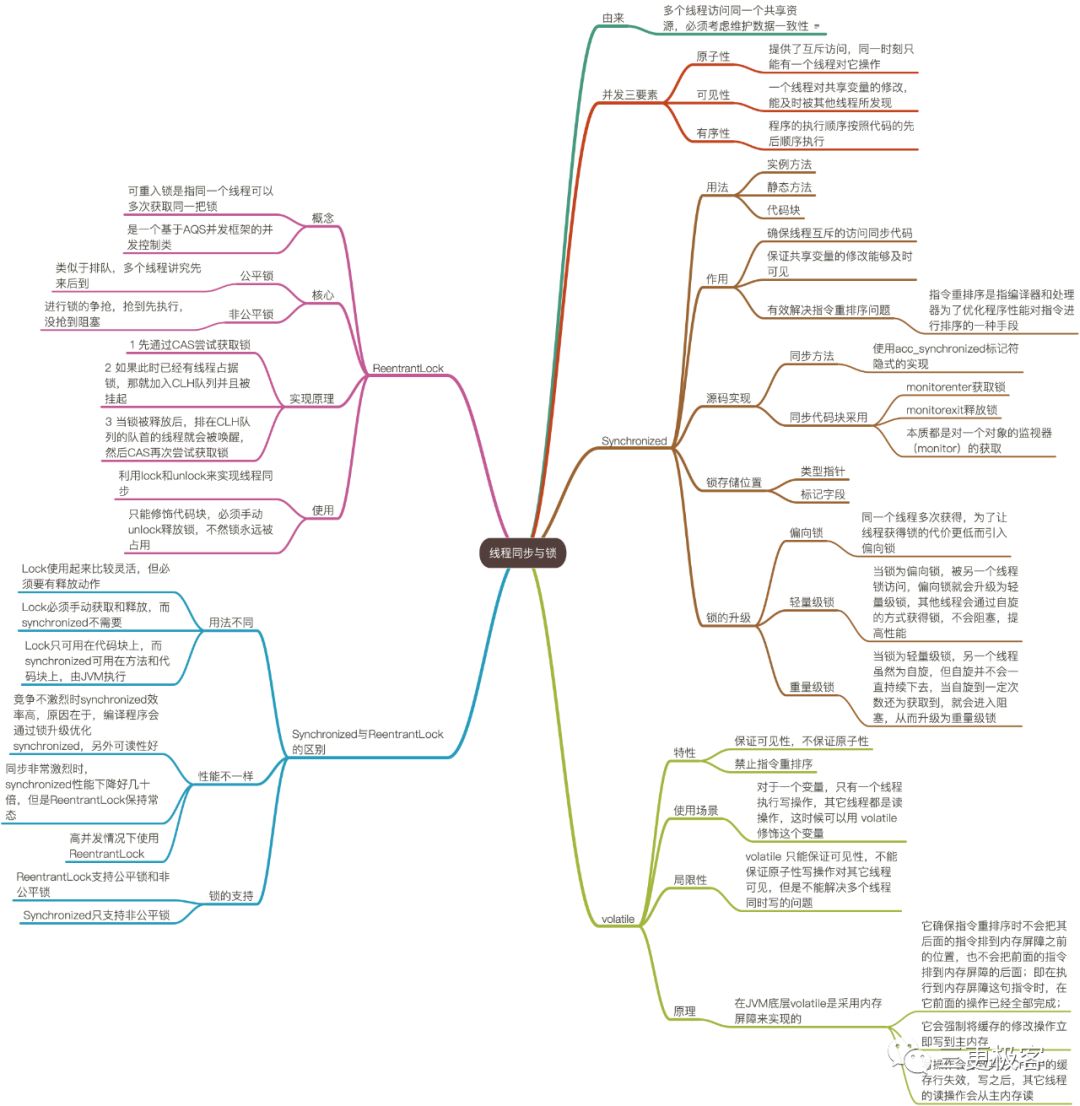 线程同步与锁
由来
多个线程访问同一个共享资
源，必须考虑维护数据一致性 =
并发三要素
原子性
提供了互斥访问，同一时刻只
能有一个线程对它操作
可见性
一个线程对共享变量的修改，
能及时被其他线程所发现
有序性
程序的执行顺序按照代码的先
后顺序执行
Synchronized
用法
实例方法
静态方法
代码块
作用
确保线程互斥的访问同步代码
保证共享变量的修改能够及时
可见
有效解决指令重排序问题
指令重排序是指编译器和处理
器为了优化程序性能对指令进
行排序的一种手段
源码实现
同步方法
使用acc_synchronized标记符
隐式的实现
同步代码块采用
monitorenter获取锁
monitorexit释放锁
本质都是对一个对象的监视器
（monitor）的获取
锁存储位置
类型指针
标记字段
锁的升级
偏向锁
同一个线程多次获得，为了让
线程获得锁的代价更低而引入
偏向锁
轻量级锁
当锁为偏向锁，被另一个线程
锁访问，偏向锁就会升级为轻
量级锁，其他线程会通过自旋
的方式获得锁，不会阻塞，提
高性能
重量级锁
当锁为轻量级锁，另一个线程
虽然为自旋，但自旋并不会一
直持续下去，当自旋到一定次
数还为获取到，就会进入阻
塞，从而升级为重量级锁
volatile
特性
保证可见性，不保证原子性
禁止指令重排序
使用场景
对于一个变量，只有一个线程
执行写操作，其它线程都是读
操作，这时候可以用 volatile
修饰这个变量
局限性
volatile 只能保证可见性，不能
保证原子性写操作对其它线程
可见，但是不能解决多个线程
同时写的问题
原理
在JVM底层volatile是采用内存
屏障来实现的
它确保指令重排序时不会把其
后面的指令排到内存屏障之前
的位置，也不会把前面的指令
排到内存屏障的后面；即在执
行到内存屏障这句指令时，在
它前面的操作已经全部完成；
它会强制将缓存的修改操作立
即写到主内存
操作会
的缓
存行失效，写之后，其它线程
的读操作会从主内存读
ReentrantLock
概念
可重入锁是指同一个线程可以
多次获取同一把锁
是一个基于AQS并发框架的并
发控制类
核心
公平锁
类似于排队，多个线程讲究先
来后到
非公平锁
进行锁的争抢，抢到先执行，
没抢到阻塞
实现原理
1 先通过CAS尝试获取锁
2 如果此时已经有线程占据
锁，那就加入CLH队列并且被
挂起
3 当锁被释放后，排在CLH队
列的队首的线程就会被唤醒，
然后CAS再次尝试获取锁
使用
利用lock和unlock来实现线程同
步
只能修饰代码块，必须手动
unlock释放锁，不然锁永远被
占用
Synchronized与ReentrantLock
的区别
用法不同
Lock使用起来比较灵活，但必
须要有释放动作
Lock必须手动获取和释放，而
synchronized不需要
Lock只可用在代码块上，而
synchronized可用在方法和代
码块上，由JVM执行
性能不一样
竞争不激烈时synchronized效
率高，原因在于，编译程序会
通过锁升级优化
synchronized，另外可读性好
同步非常激烈时，
synchronized性能下降好几十
倍，但是ReentrantLock保持常
态
高并发情况下使用
ReentrantLock
锁的支持
ReentrantLock支持公平锁和非
公平锁
Synchronized只支持非公平锁
三更极客